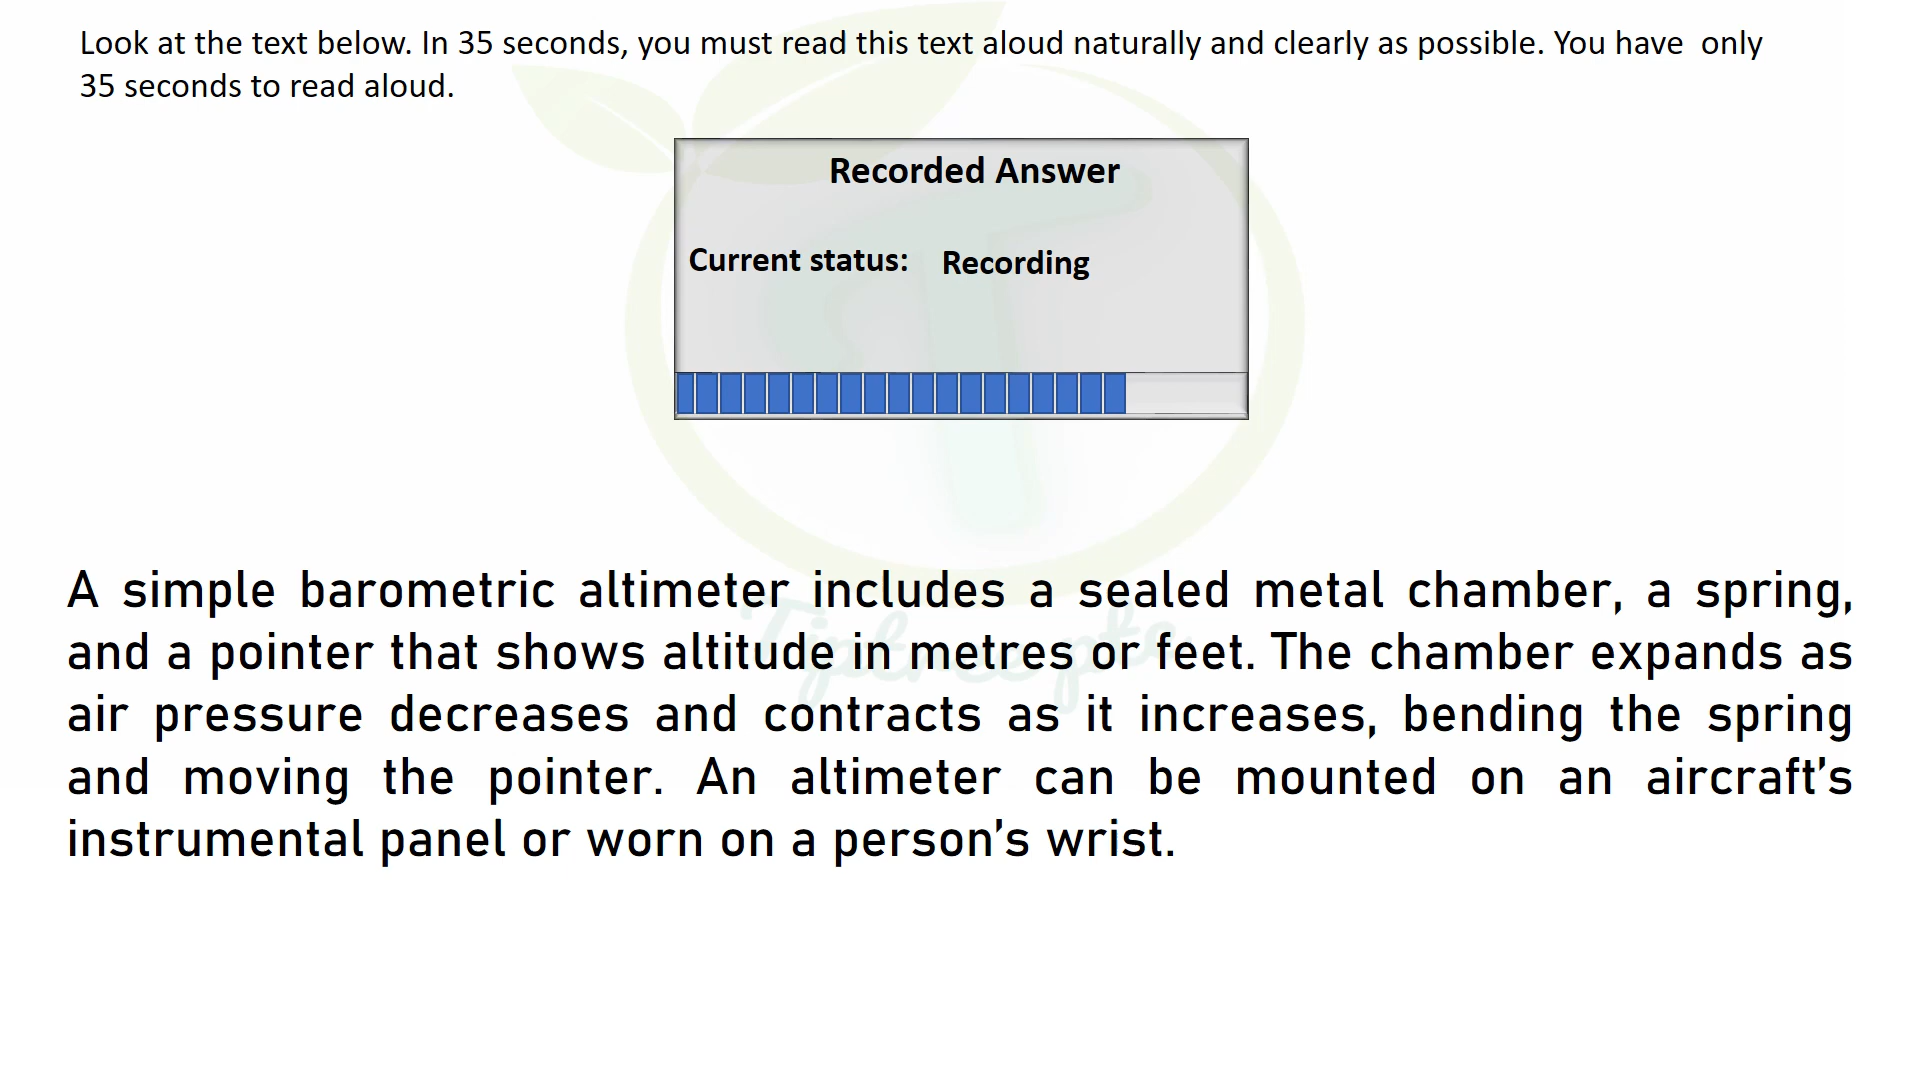 Look at the text below. In 35 seconds, you must read this text aloud naturally and clearly as possible. You have only
35 seconds to read aloud.
Recorded Answer
Current status: Recording
A simple barometric altimeter includes a sealed metal chamber, a spring,
and a pointer that shows altitude in metres or feet. The chamber expands as
air pressure decreases and contracts as it increases, bending the spring
and moving the pointer. An altimeter can be mounted on an aircraft's
instrumental panel or worn on a person's wrist.